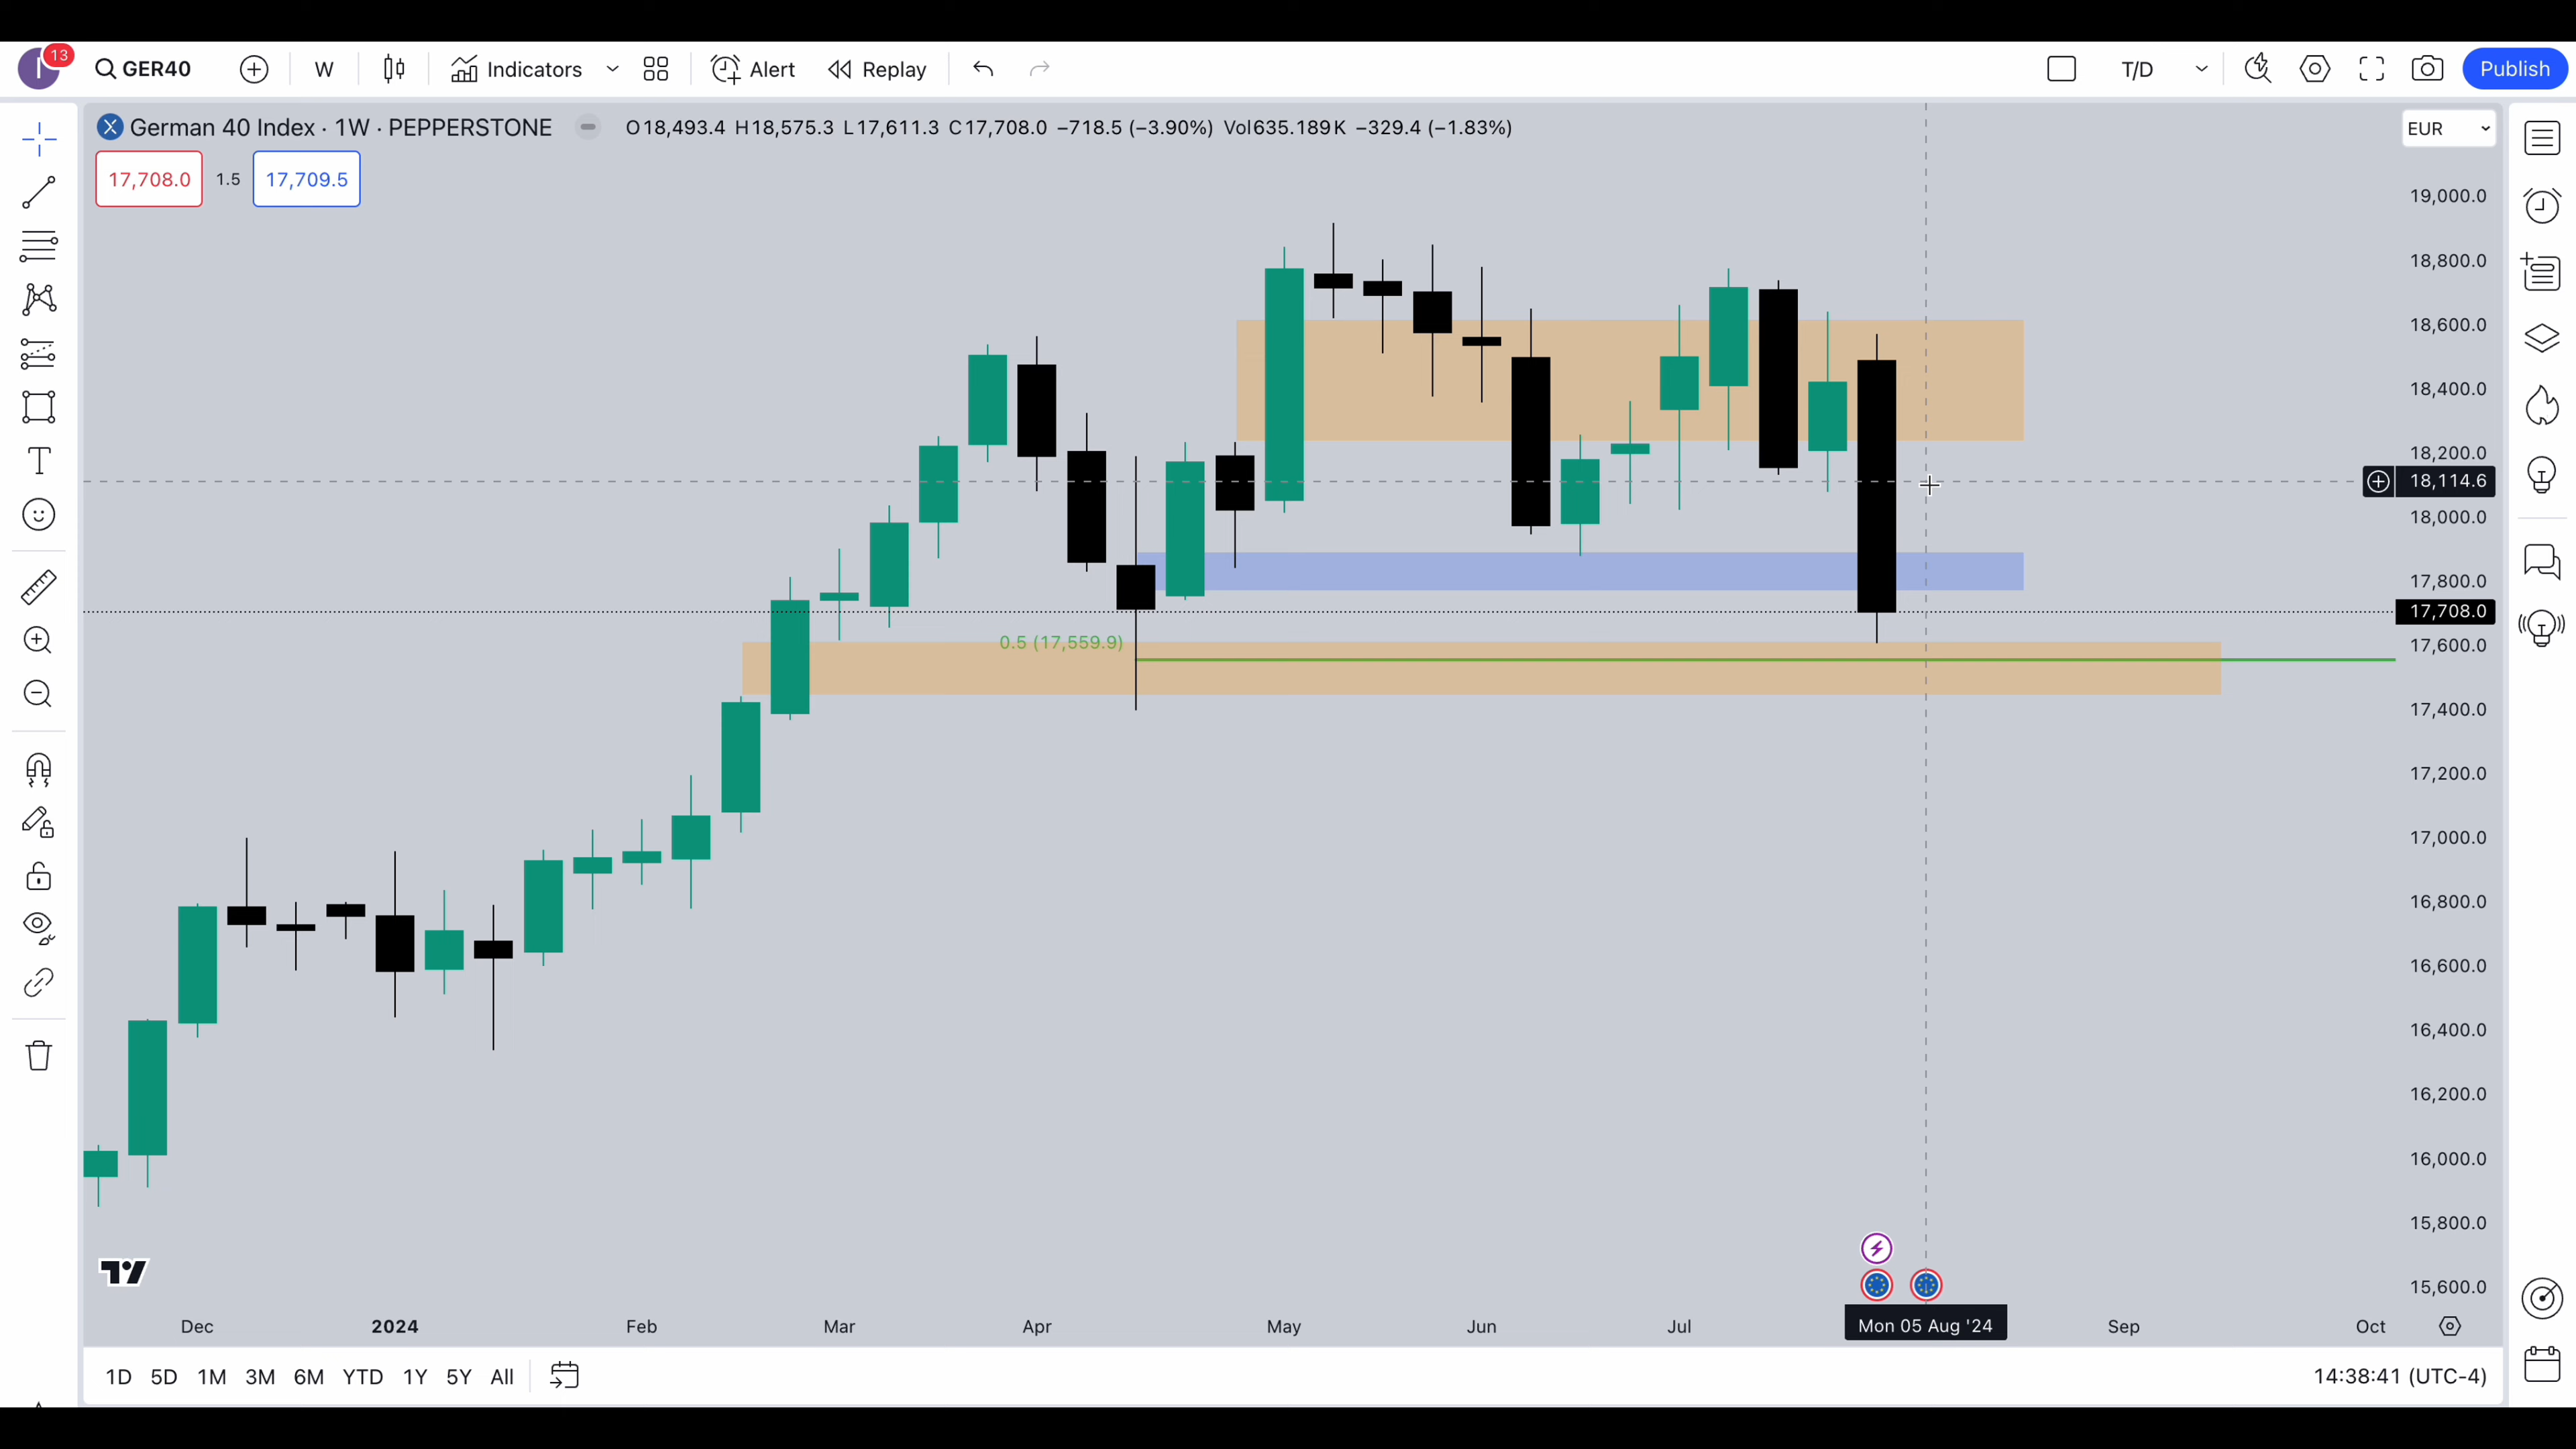 13
I
GER40
W
Indicators
Alert
Replay
T/D
Publish
German 40 Index · 1W · PEPPERSTONE
O18,493.4 H18,575.3 L17,611.3 C17,708.0 −718.5 (−3.90%) Vol635.189K −329.4 (−1.83%)
EUR
17,708.0
1.5
17,709.5
19,000.0
18,800.0
18,600.0
18,400.0
18,200.0
18,114.6
18,000.0
17,800.0
17,708.0
0.5 (17,559.9)
17,600.0
17,400.0
17,200.0
17,000.0
16,800.0
16,600.0
16,400.0
16,200.0
16,000.0
15,800.0
15,600.0
Dec
2024
Feb
Mar
Apr
May
Jun
Jul
Mon 05 Aug '24
Sep
Oct
1D 5D 1M 3M 6M YTD 1Y 5Y All
14:38:41 (UTC-4)